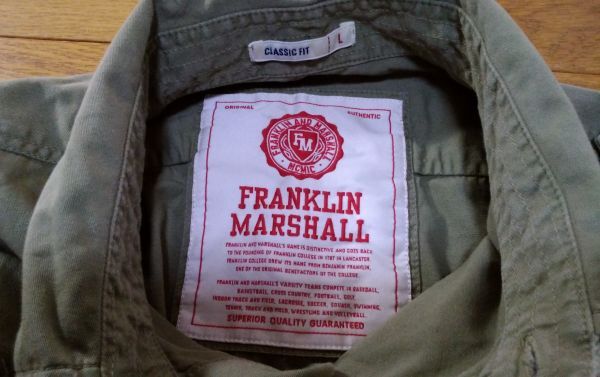 CLASSIC FIT L
ORIGINAL AUTHENTIC
FRANKLIN AND MARSHALL
FM
MCMIC
FRANKLIN
MARSHALL
FRANKLIN AND MARSHALL'S NAME IS DISTINCTIVE AND GOES BACK
TO THE FOUNDING OF FRANKLIN COLLEGE IN 1787 IN LANCASTER.
FRANKLIN COLLEGE DREW ITS NAME FROM BENJAMIN FRANKLIN,
ONE OF THE ORIGINAL BENEFACTORS OF THE COLLEGE.
FRANKLIN AND MARSHALL'S VARSITY TEAMS COMPETE IN BASEBALL,
BASKETBALL, CROSS COUNTRY, FOOTBALL, GOLF,
INDOOR TRACK AND FIELD, LACROSSE, SOCCER, SQUASH, SWIMMING,
TENNIS, TRACK AND FIELD, WRESTLING AND VOLLEYBALL.
SUPERIOR QUALITY GUARANTEED